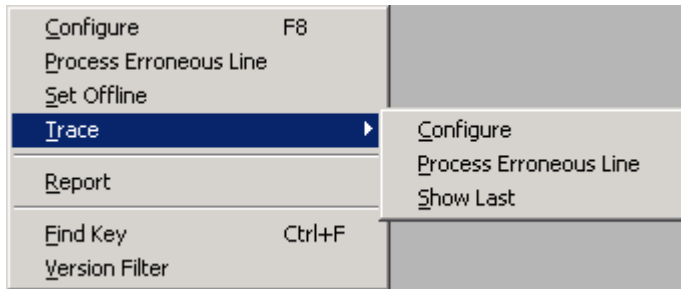 Configure F8
Process Erroneous Line
Set Offline
Trace
Report
Find Key Ctrl+F
Version Filter
Configure
Process Erroneous Line
Show Last